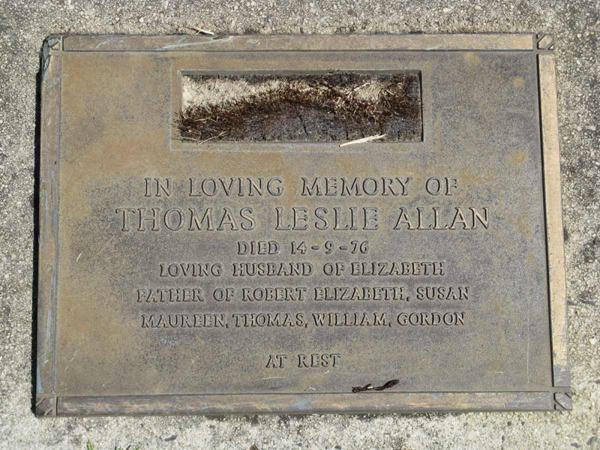 IN LOVING MEMORY OF
THOMAS LESLIE ALLAN
DIED 14-9-76
LOVING HUSBAND OF ELIZABETH
FATHER OF ROBERT ELIZABETH, SUSAN
MAUREEN, THOMAS, WILLIAM, GORDON
AT REST